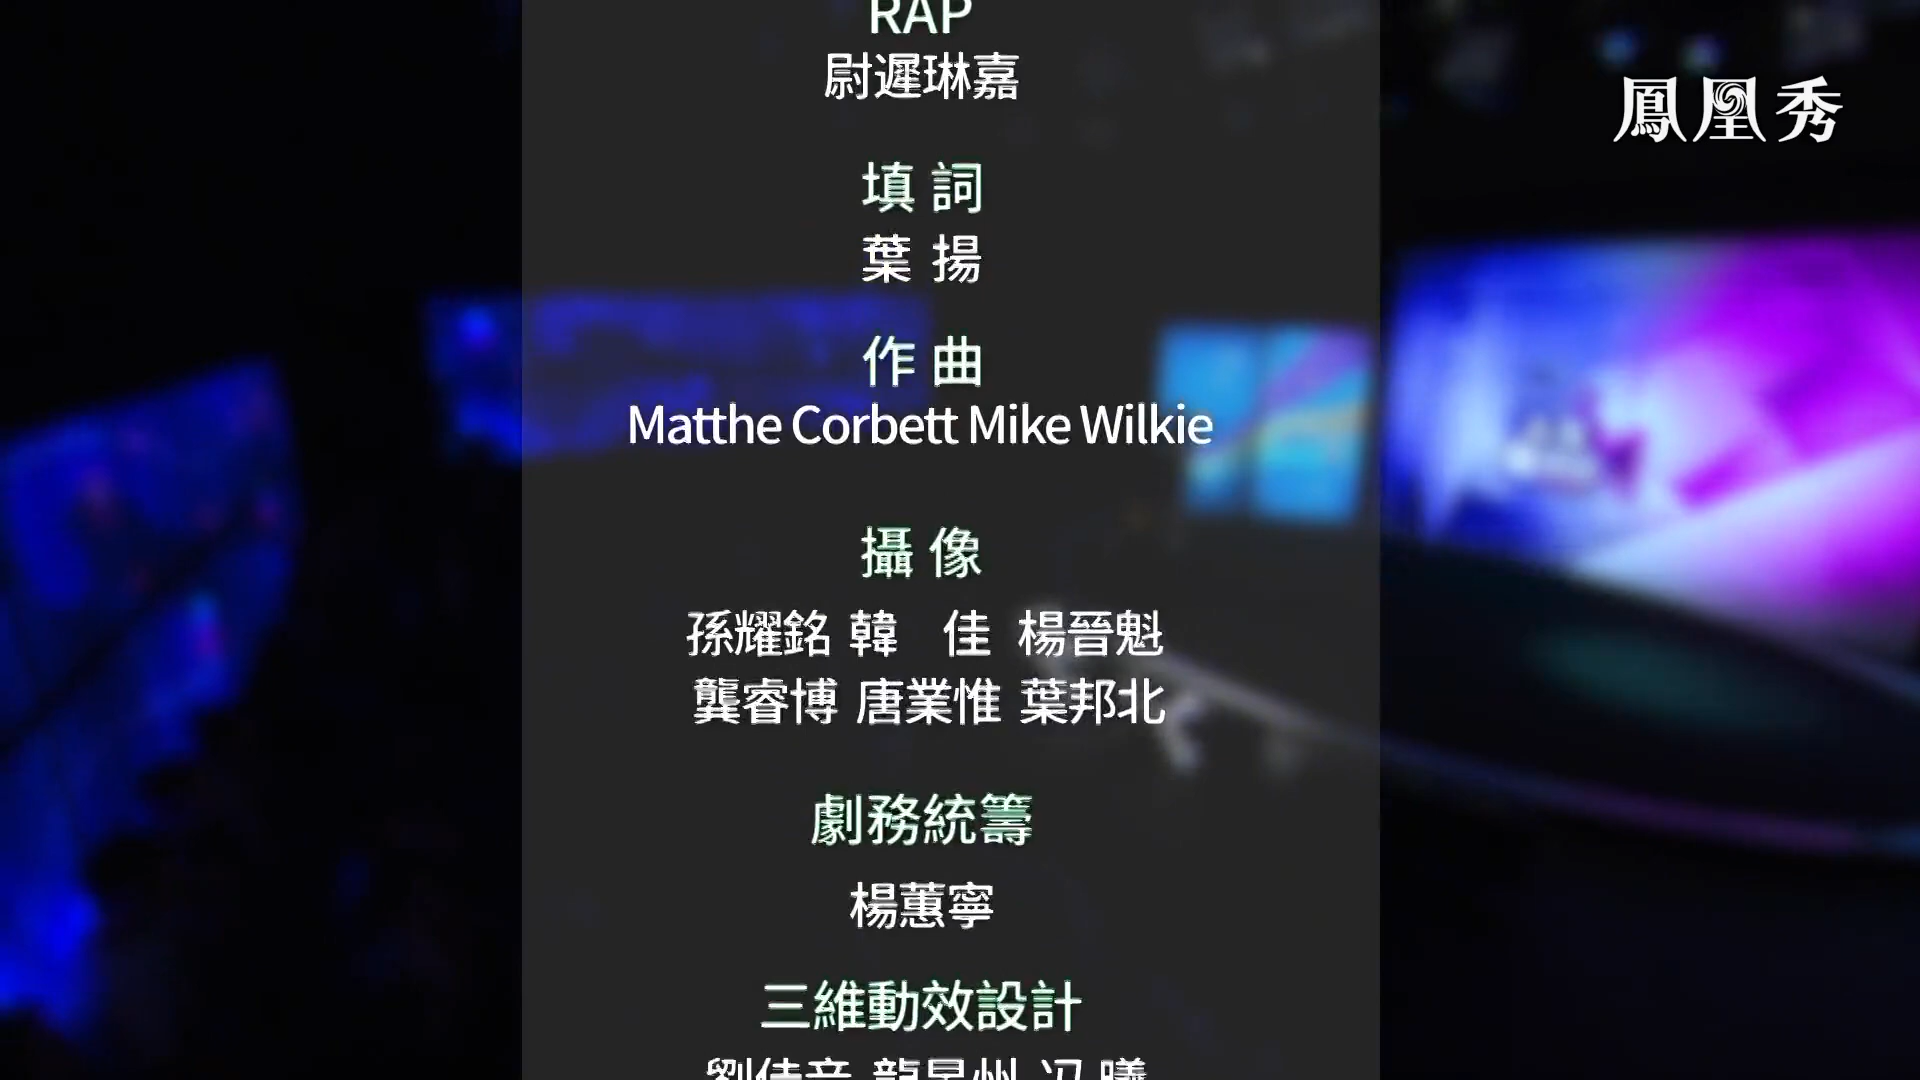 RAP
尉遲琳嘉
鳳凰秀
填詞
葉揚
作曲
Matthe Corbett Mike Wilkie
攝像
孫耀銘 韓 佳 楊晉魁
龔睿博 唐業惟 葉邦北
劇務統籌
楊蕙寧
三維動效設計